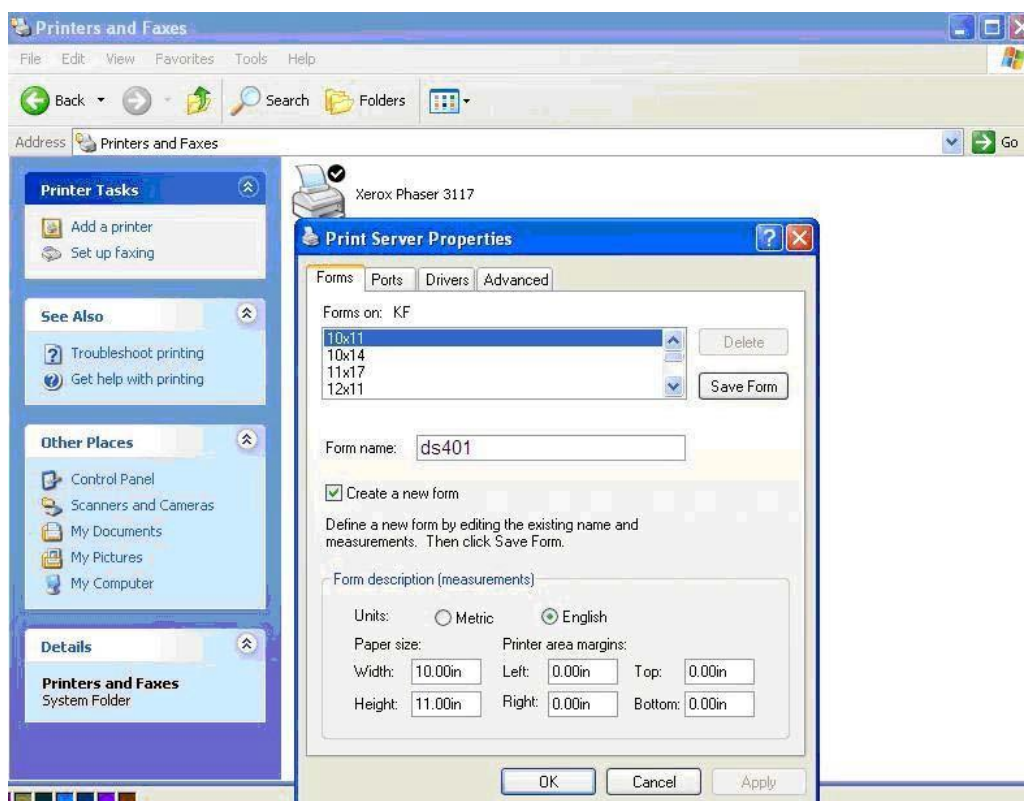 Printers and Faxes
File Edit View Favorites Tools Help
Back Search Folders
Address Printers and Faxes Go
Printer Tasks
Add a printer
Set up faxing
See Also
Troubleshoot printing
Get help with printing
Other Places
Control Panel
Scanners and Cameras
My Documents
My Pictures
My Computer
Details
Printers and Faxes
System Folder
Xerox Phaser 3117
Print Server Properties
Forms Ports Drivers Advanced
Forms on: KF
10x11
10x14
11x17
12x11
Delete
Save Form
Form name: ds401
Create a new form
Define a new form by editing the existing name and
measurements. Then click Save Form.
Form description (measurements)
Units: Metric English
Paper size: Printer area margins:
Width: 10.00in Left: 0.00in Top: 0.00in
Height: 11.00in Right: 0.00in Bottom: 0.00in
OK Cancel Apply